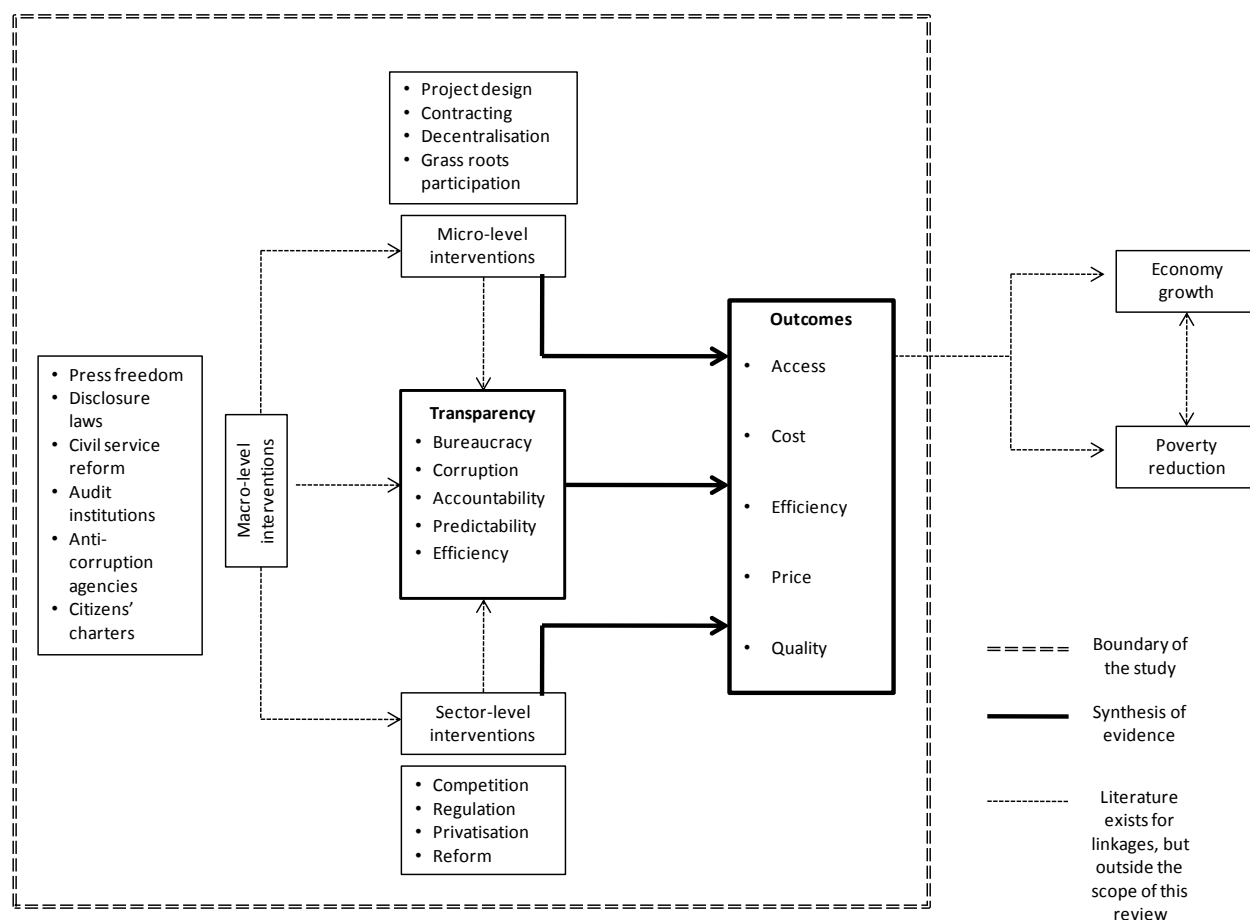 • Project design
• Contracting
• Decentralisation
• Grass roots
participation
Micro-level
interventions
• Press freedom
• Disclosure
laws
• Civil service
reform
• Audit
institutions
• Anti-
corruption
agencies
• Citizens’
charters
Macro-level
interventions
Transparency
• Bureaucracy
• Corruption
• Accountability
• Predictability
• Efficiency
Sector-level
interventions
• Competition
• Regulation
• Privatisation
• Reform
Outcomes
• Access
• Cost
• Efficiency
• Price
• Quality
Economy
growth
Poverty
reduction
Boundary of
the study
Synthesis of
evidence
Literature
exists for
linkages, but
outside the
scope of this
review